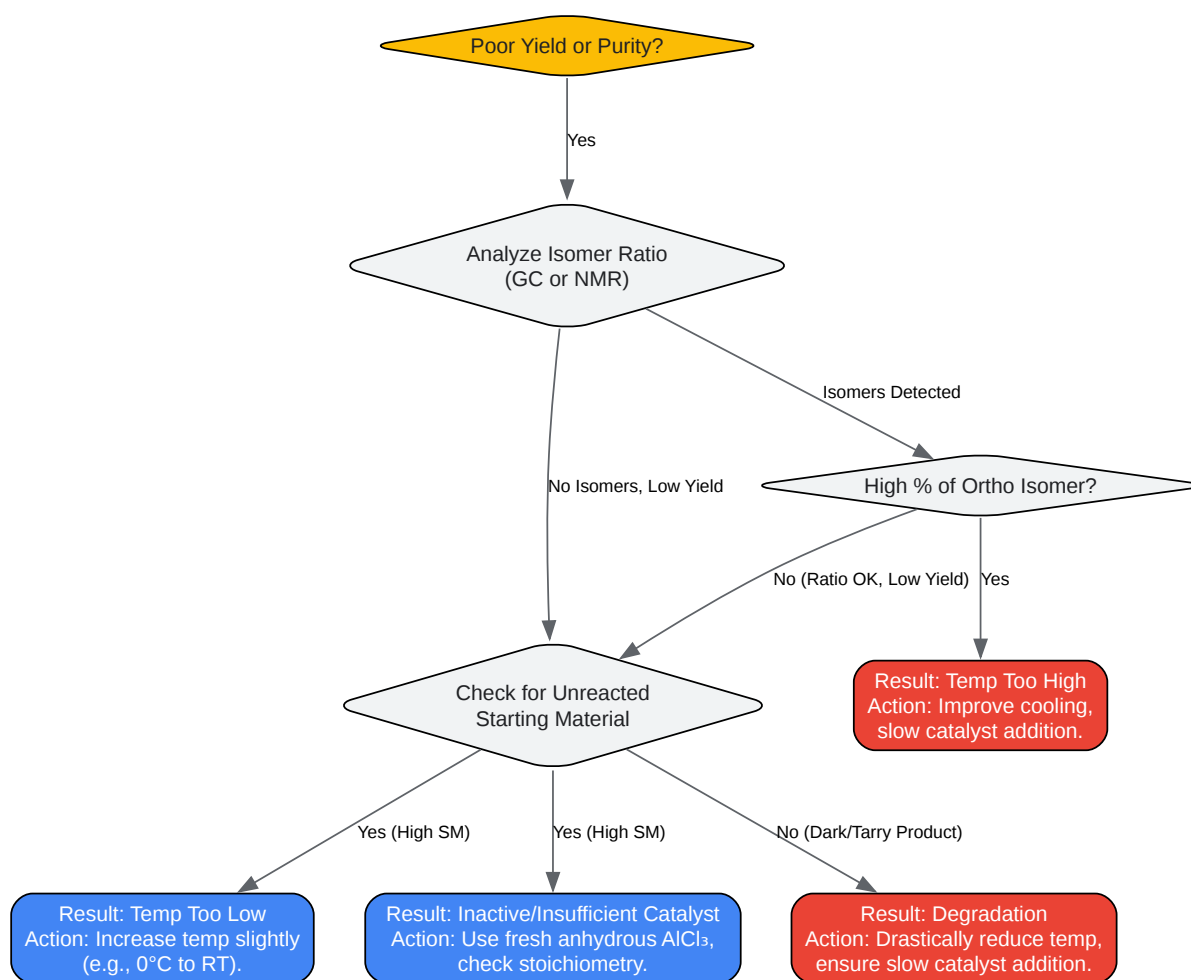 Poor Yield or Purity?
Yes
Analyze Isomer Ratio
(GC or NMR)
Isomers Detected
No Isomers, Low Yield
High % of Ortho Isomer?
No (Ratio OK, Low Yield)
Yes
Result: Temp Too High
Action: Improve cooling,
slow catalyst addition.
Check for Unreacted
Starting Material
Yes (High SM)
Yes (High SM)
No (Dark/Tarry Product)
Result: Temp Too Low
Action: Increase temp slightly
(e.g., 0°C to RT).
Result: Inactive/Insufficient Catalyst
Action: Use fresh anhydrous AlCl₃,
check stoichiometry.
Result: Degradation
Action: Drastically reduce temp,
ensure slow catalyst addition.